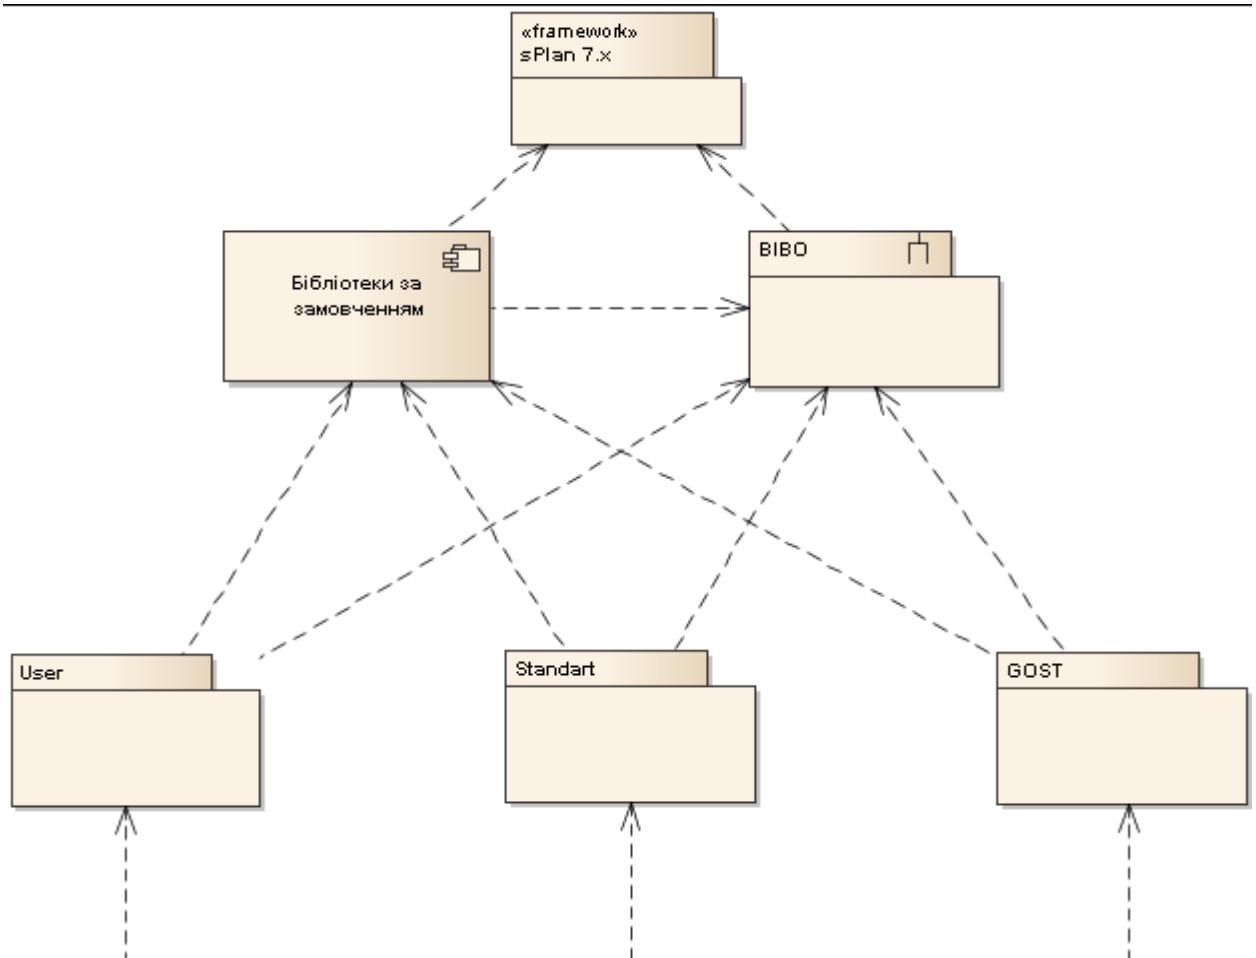 «framework»
sPlan 7.x
Бібліотеки за
замовченням
BIBO
User
Standart
GOST